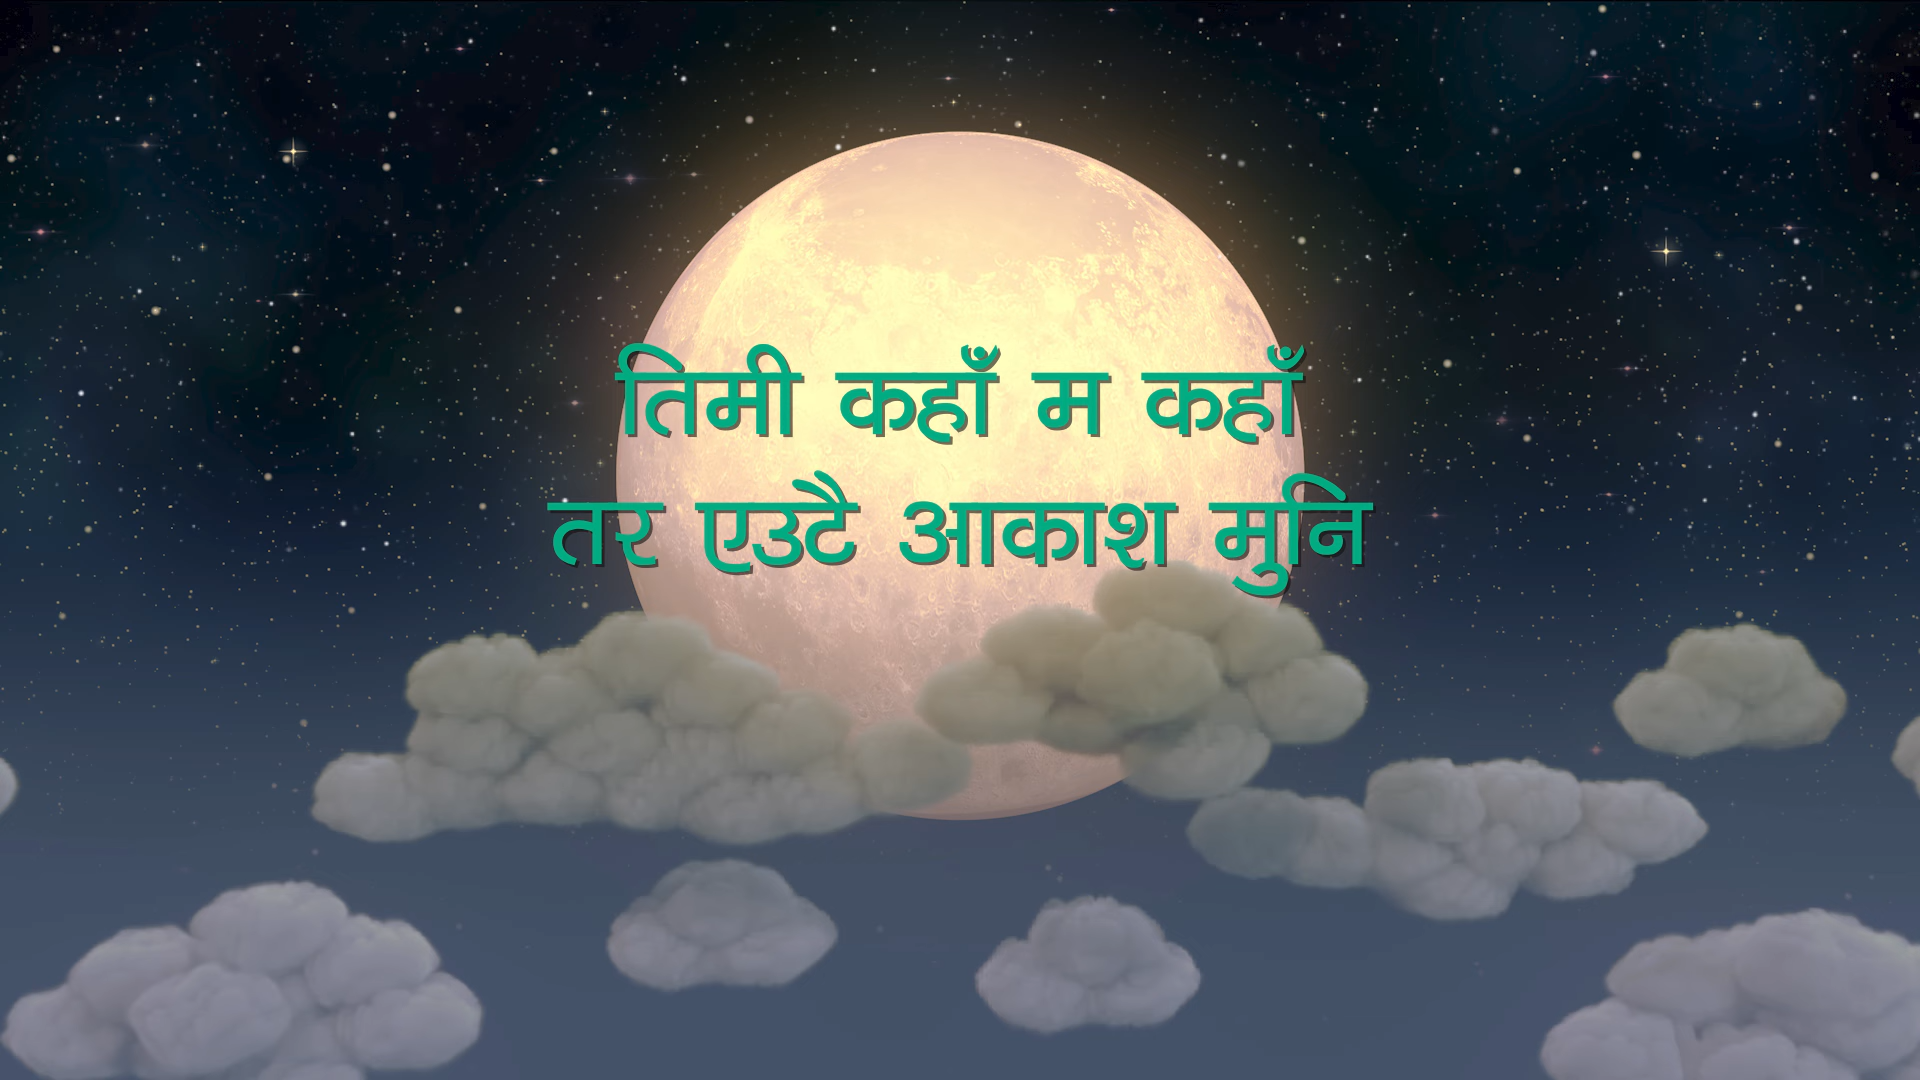 तिमी कहाँ म कहाँ
तर एउटै आकाश मुनि